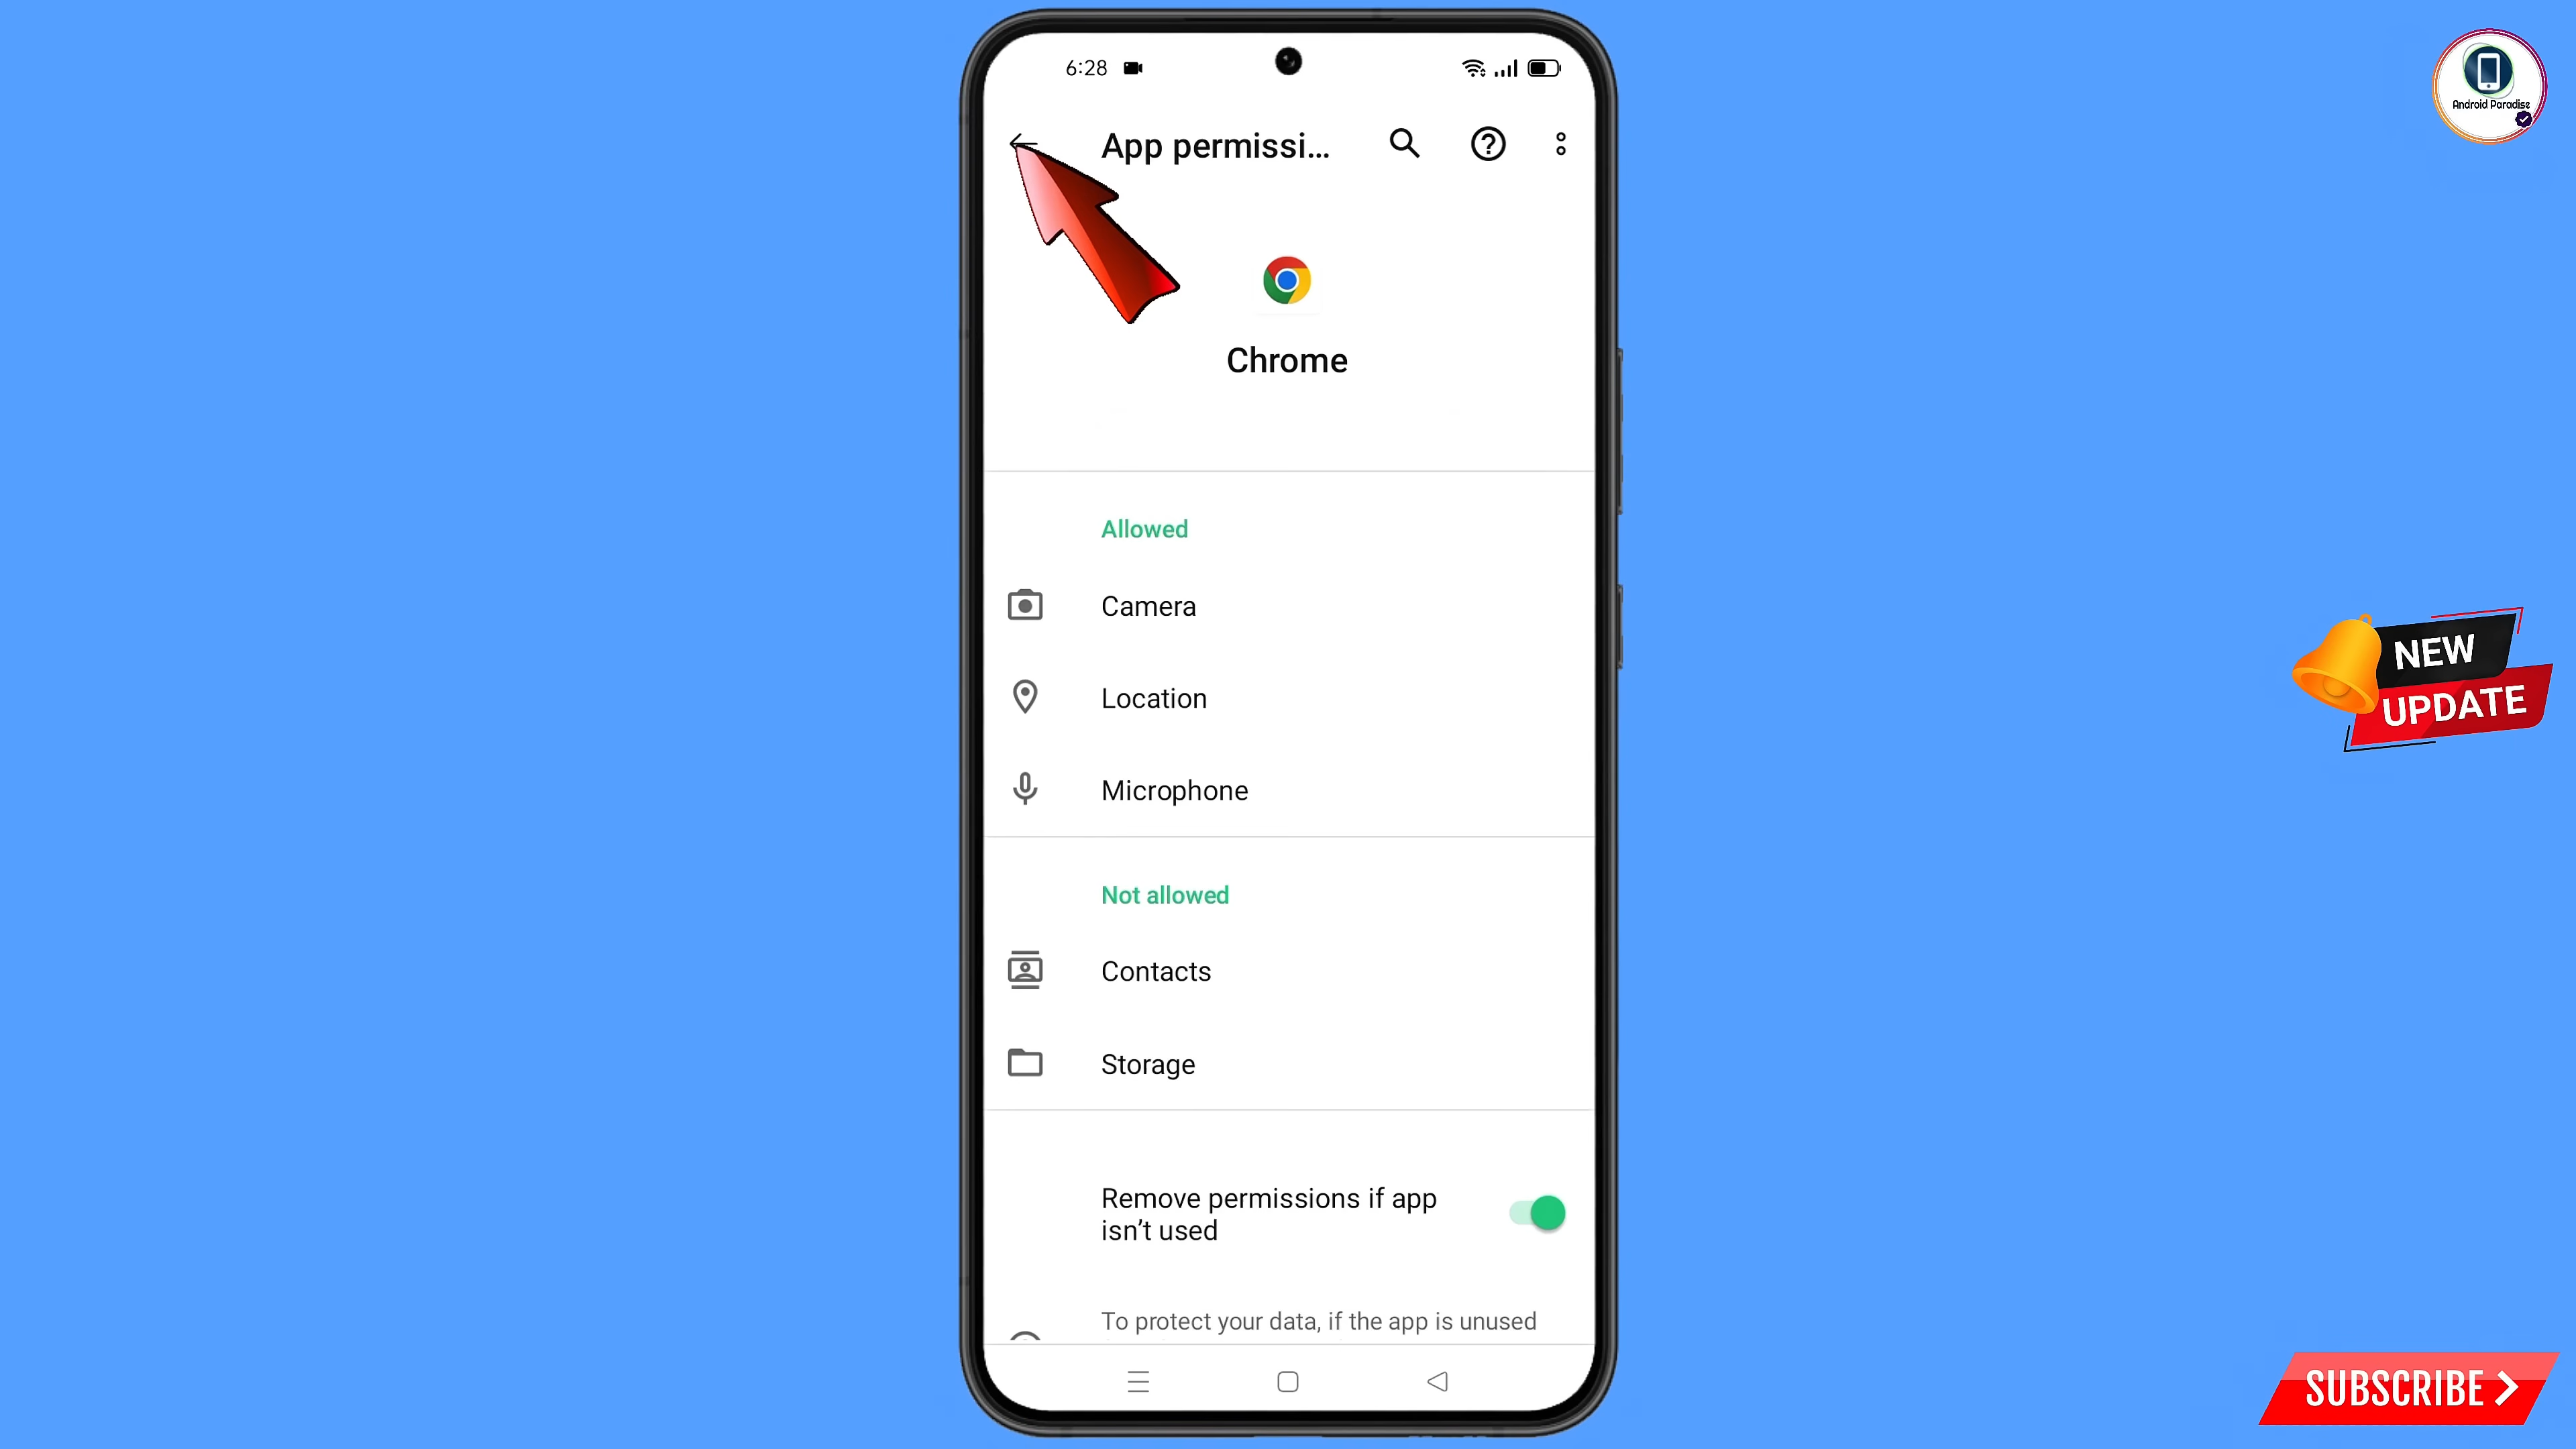 6:28
App permissi...
Android Paradise
Chrome
Allowed
Camera
Location
Microphone
NEW
UPDATE
Not allowed
Contacts
Storage
Remove permissions if app
isn't used
To protect your data, if the app is unused
SUBSCRIBE